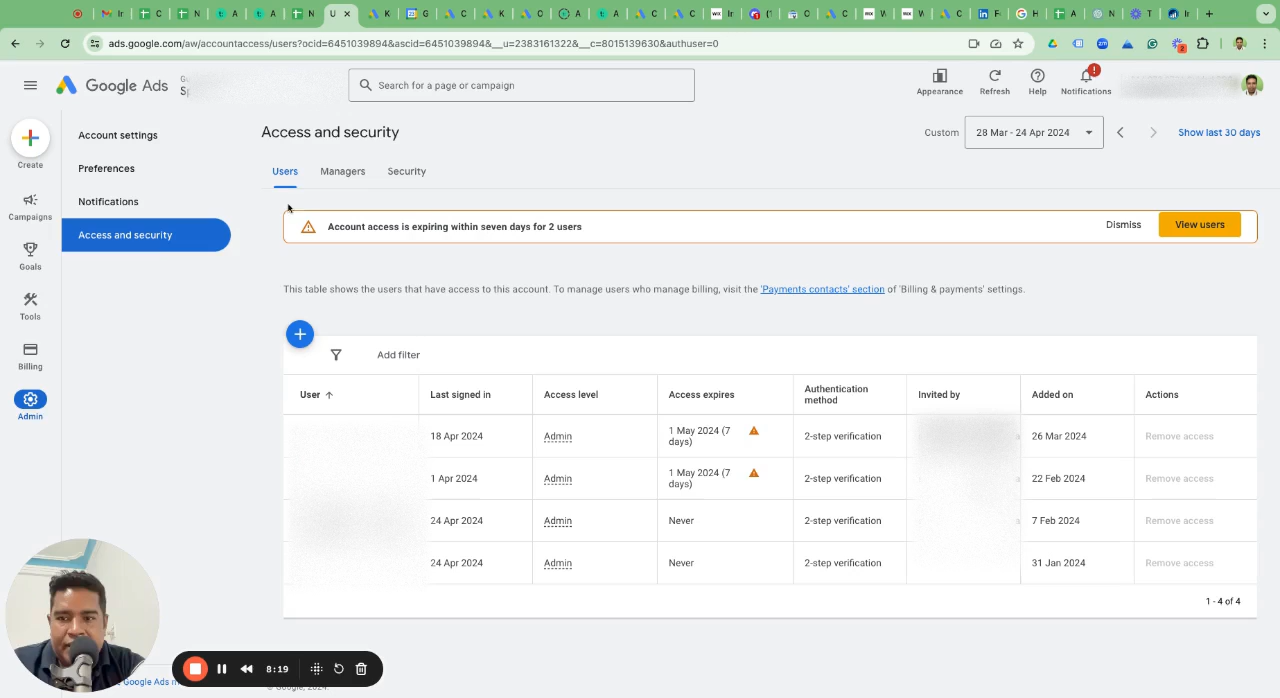 Ir
C
N
A
A
N
U
K
G
C
K
O
A
A
C
C
Ir
(1
C
C
W
W
C
Fe
H
A
N
T
Ir
ads.google.com/aw/accountaccess/users?ocid=6451039894&ascid=6451039894&__u=2383161322&__c=8015139630&authuser=0
Google Ads
Search for a page or campaign
Appearance
Refresh
Help
Notifications
Create
Campaigns
Goals
Tools
Billing
Admin
Account settings
Preferences
Notifications
Access and security
Access and security
Custom
28 Mar - 24 Apr 2024
Show last 30 days
Users
Managers
Security
Account access is expiring within seven days for 2 users
Dismiss
View users
This table shows the users that have access to this account. To manage users who manage billing, visit the 'Payments contacts' section of 'Billing & payments' settings.
Add filter
User
Last signed in
Access level
Access expires
Authentication
method
Invited by
Added on
Actions
18 Apr 2024
Admin
1 May 2024 (7
days)
2-step verification
26 Mar 2024
Remove access
1 Apr 2024
Admin
1 May 2024 (7
days)
2-step verification
22 Feb 2024
Remove access
24 Apr 2024
Admin
Never
2-step verification
7 Feb 2024
Remove access
24 Apr 2024
Admin
Never
2-step verification
31 Jan 2024
Remove access
1 - 4 of 4
8:19
Google Ads
© Google, 2024.